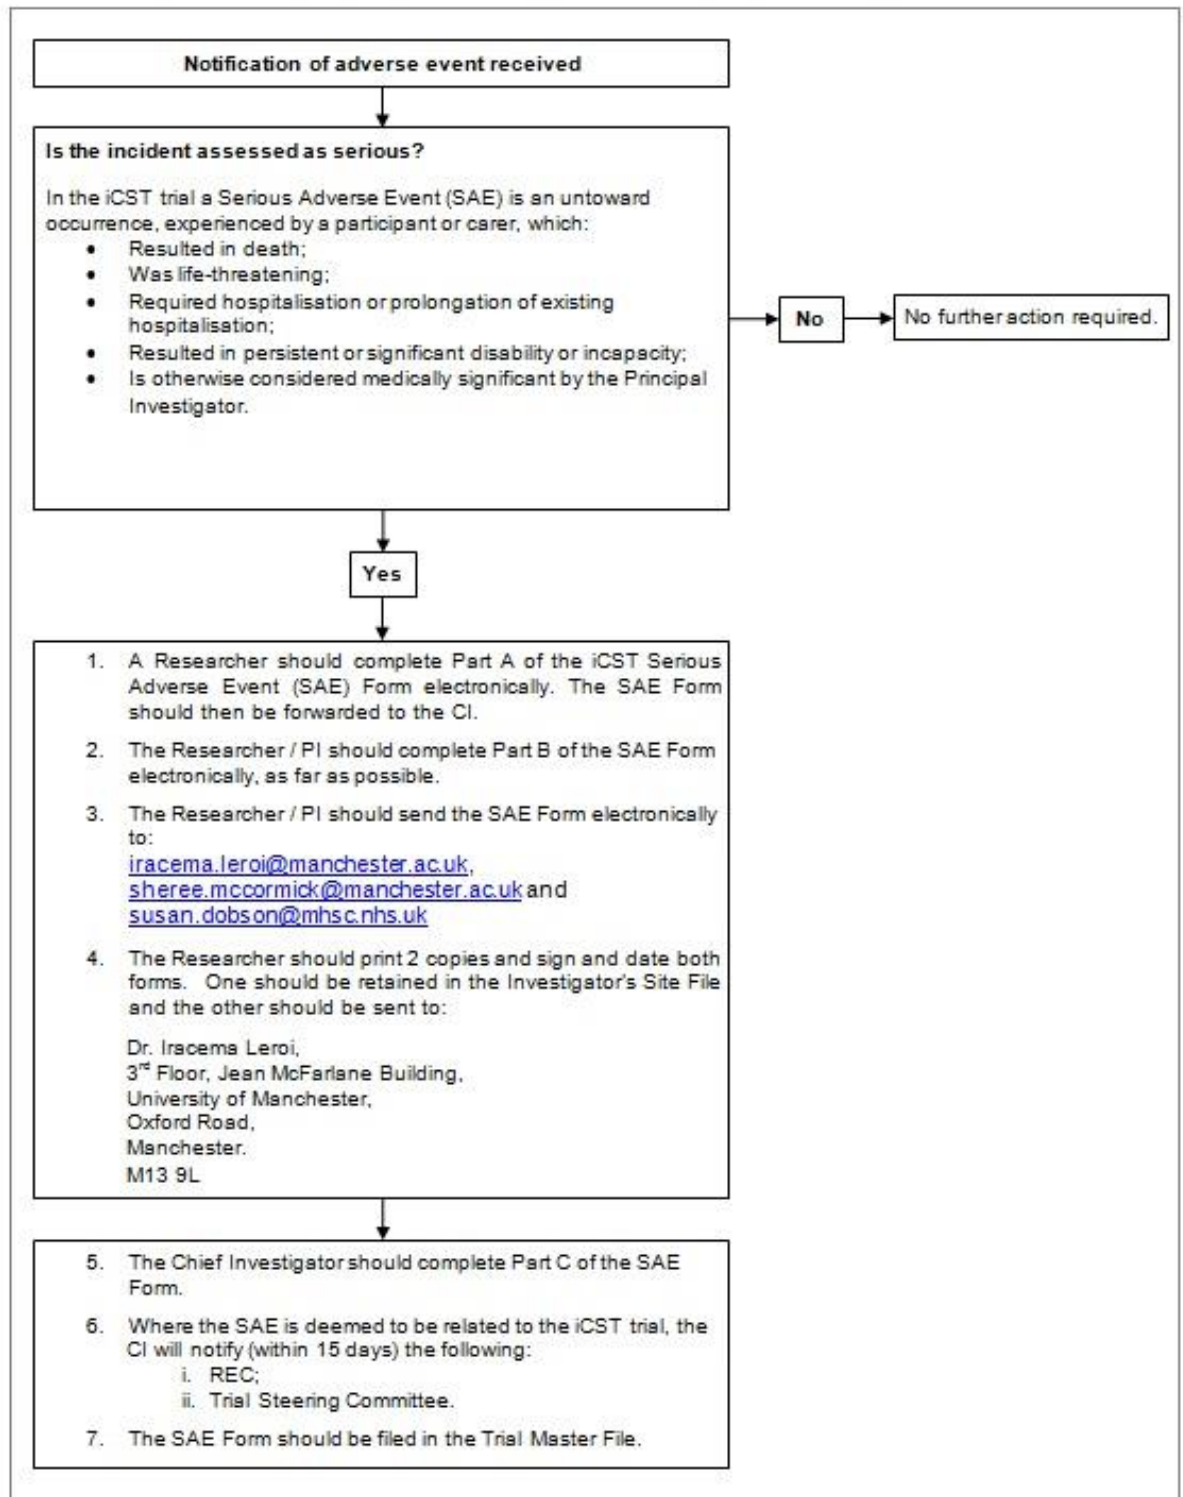 Notification of adverse event received
Is the incident assessed as serious?
In the iCST trial a Serious Adverse Event (SAE) is an untoward
occurrence, experienced by a participant or carer, which:
• Resulted in death;
• Was life-threatening;
• Required hospitalisation or prolongation of existing
hospitalisation;
• Resulted in persistent or significant disability or incapacity;
• Is otherwise considered medically significant by the Principal
Investigator.
No
No further action required.
Yes
1. A Researcher should complete Part A of the iCST Serious
Adverse Event (SAE) Form electronically. The SAE Form
should then be forwarded to the CI.
2. The Researcher / PI should complete Part B of the SAE Form
electronically, as far as possible.
3. The Researcher / PI should send the SAE Form electronically
to:
iracema.leroi@manchester.ac.uk,
sheree.mccormick@manchester.ac.uk and
susan.dobson@mhsc.nhs.uk
4. The Researcher should print 2 copies and sign and date both
forms. One should be retained in the Investigator's Site File
and the other should be sent to:
Dr. Iracema Leroi,
3rd Floor, Jean McFarlane Building,
University of Manchester,
Oxford Road,
Manchester.
M13 9L
5. The Chief Investigator should complete Part C of the SAE
Form.
6. Where the SAE is deemed to be related to the iCST trial, the
CI will notify (within 15 days) the following:
i. REC;
ii. Trial Steering Committee.
7. The SAE Form should be filed in the Trial Master File.